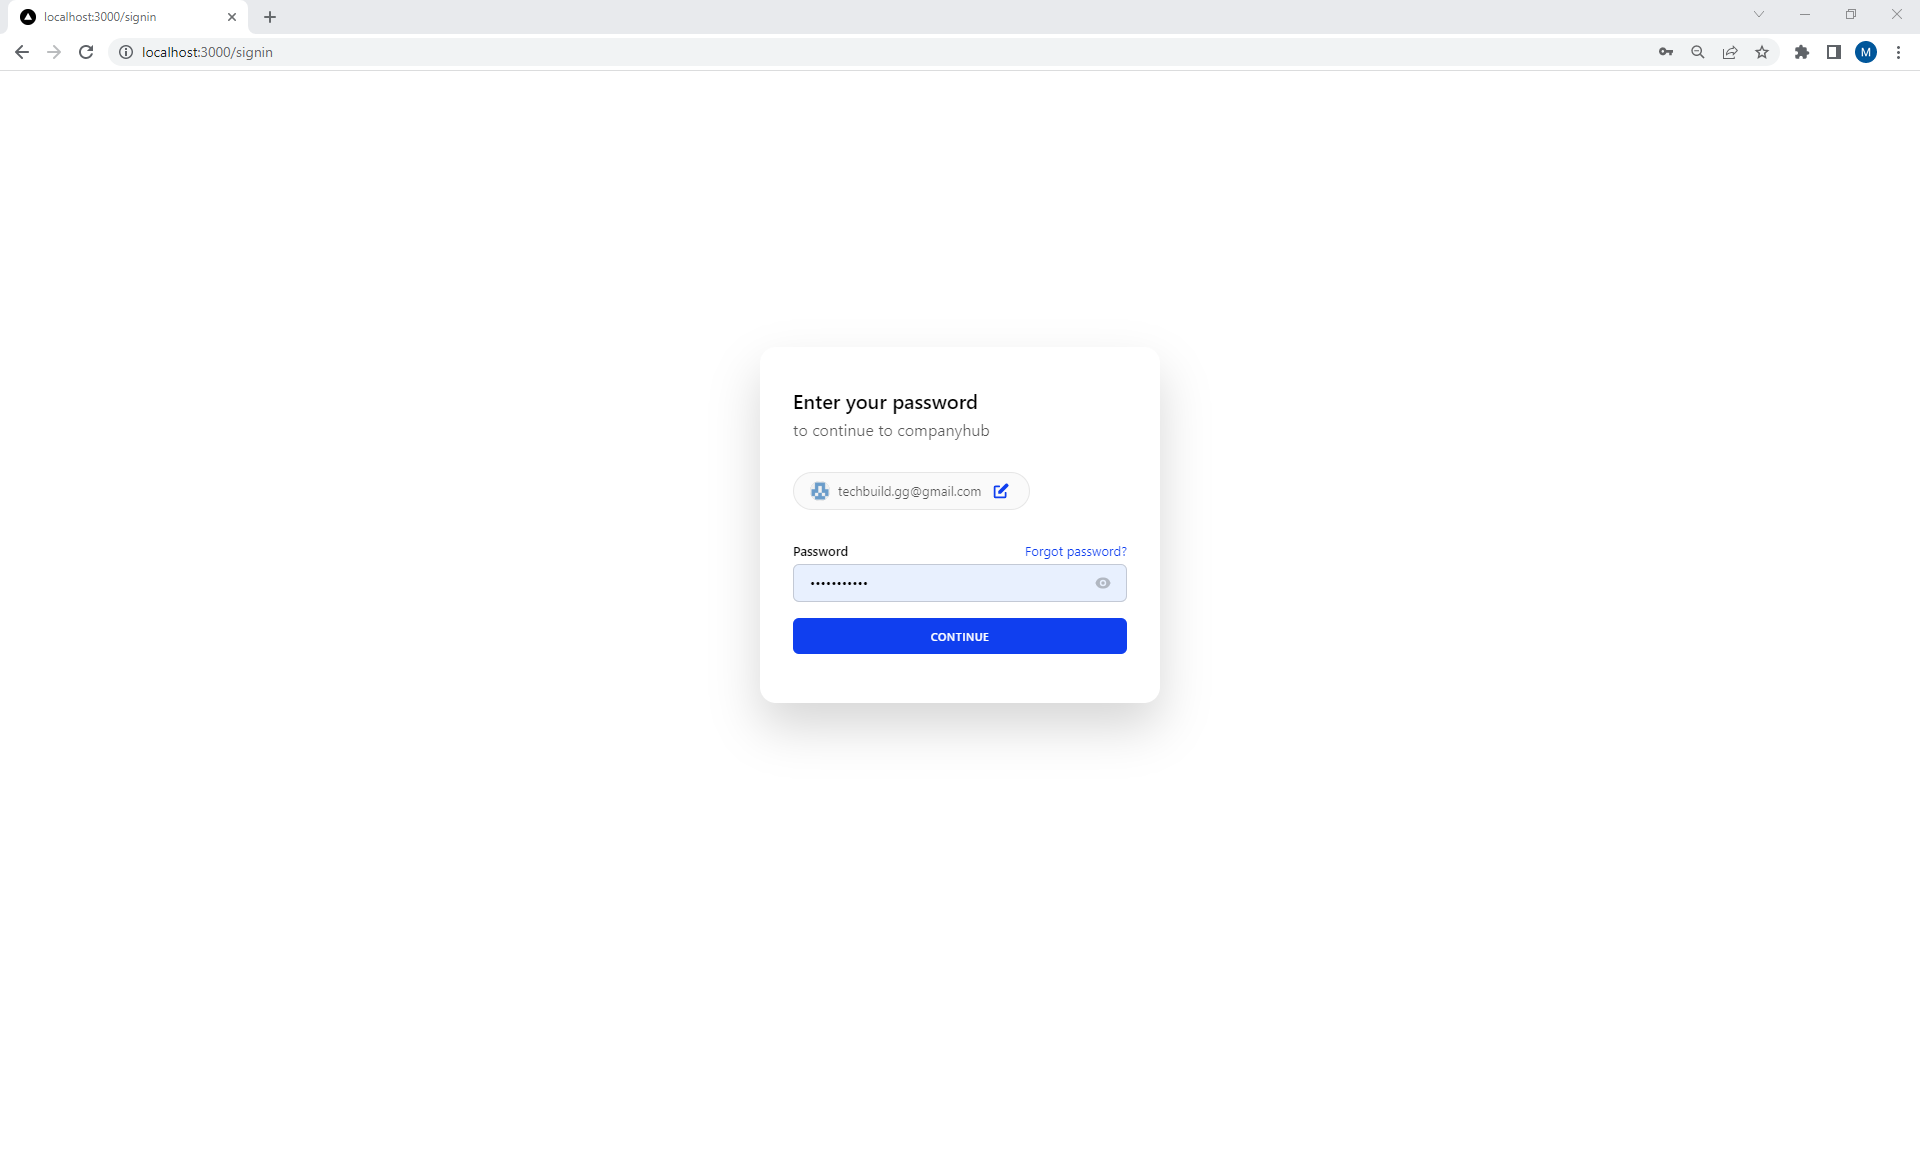 localhost:3000/signin
localhost:3000/signin
M
Enter your password
to continue to companyhub
techbuild.gg@gmail.com
Password
Forgot password?
•••••••••••
CONTINUE